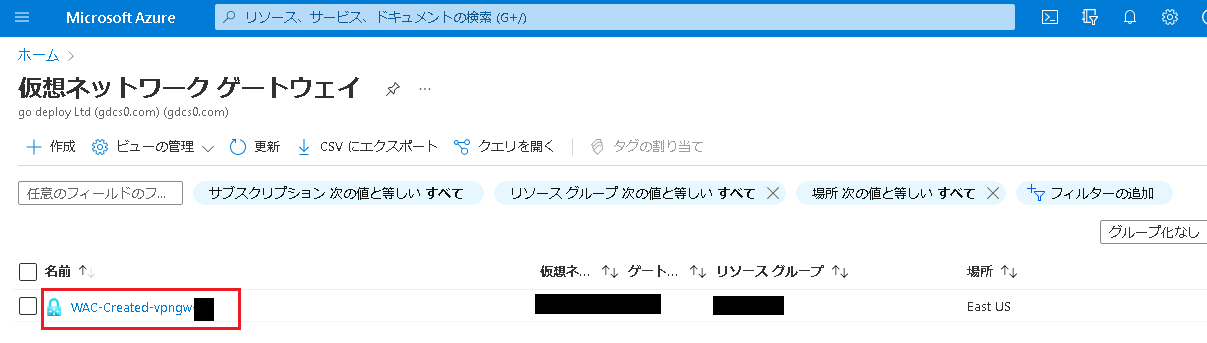 Microsoft Azure
リソース、サービス、ドキュメントの検索 (G+/)
ホーム >
仮想ネットワーク ゲートウェイ
go deploy Ltd (gdcs0.com) (gdcs0.com)
作成 ビューの管理 更新 CSV にエクスポート クエリを開く タグの割り当て
任意のフィールドのフ... サブスクリプション 次の値と等しい すべて リソース グループ 次の値と等しい すべて 場所 次の値と等しい すべて フィルターの追加
グループ化なし
名前 ↑↓ 仮想ネ... ↑↓ ゲート... ↑↓ リソース グループ ↑↓ 場所 ↑↓
WAC-Created-vpngw- East US